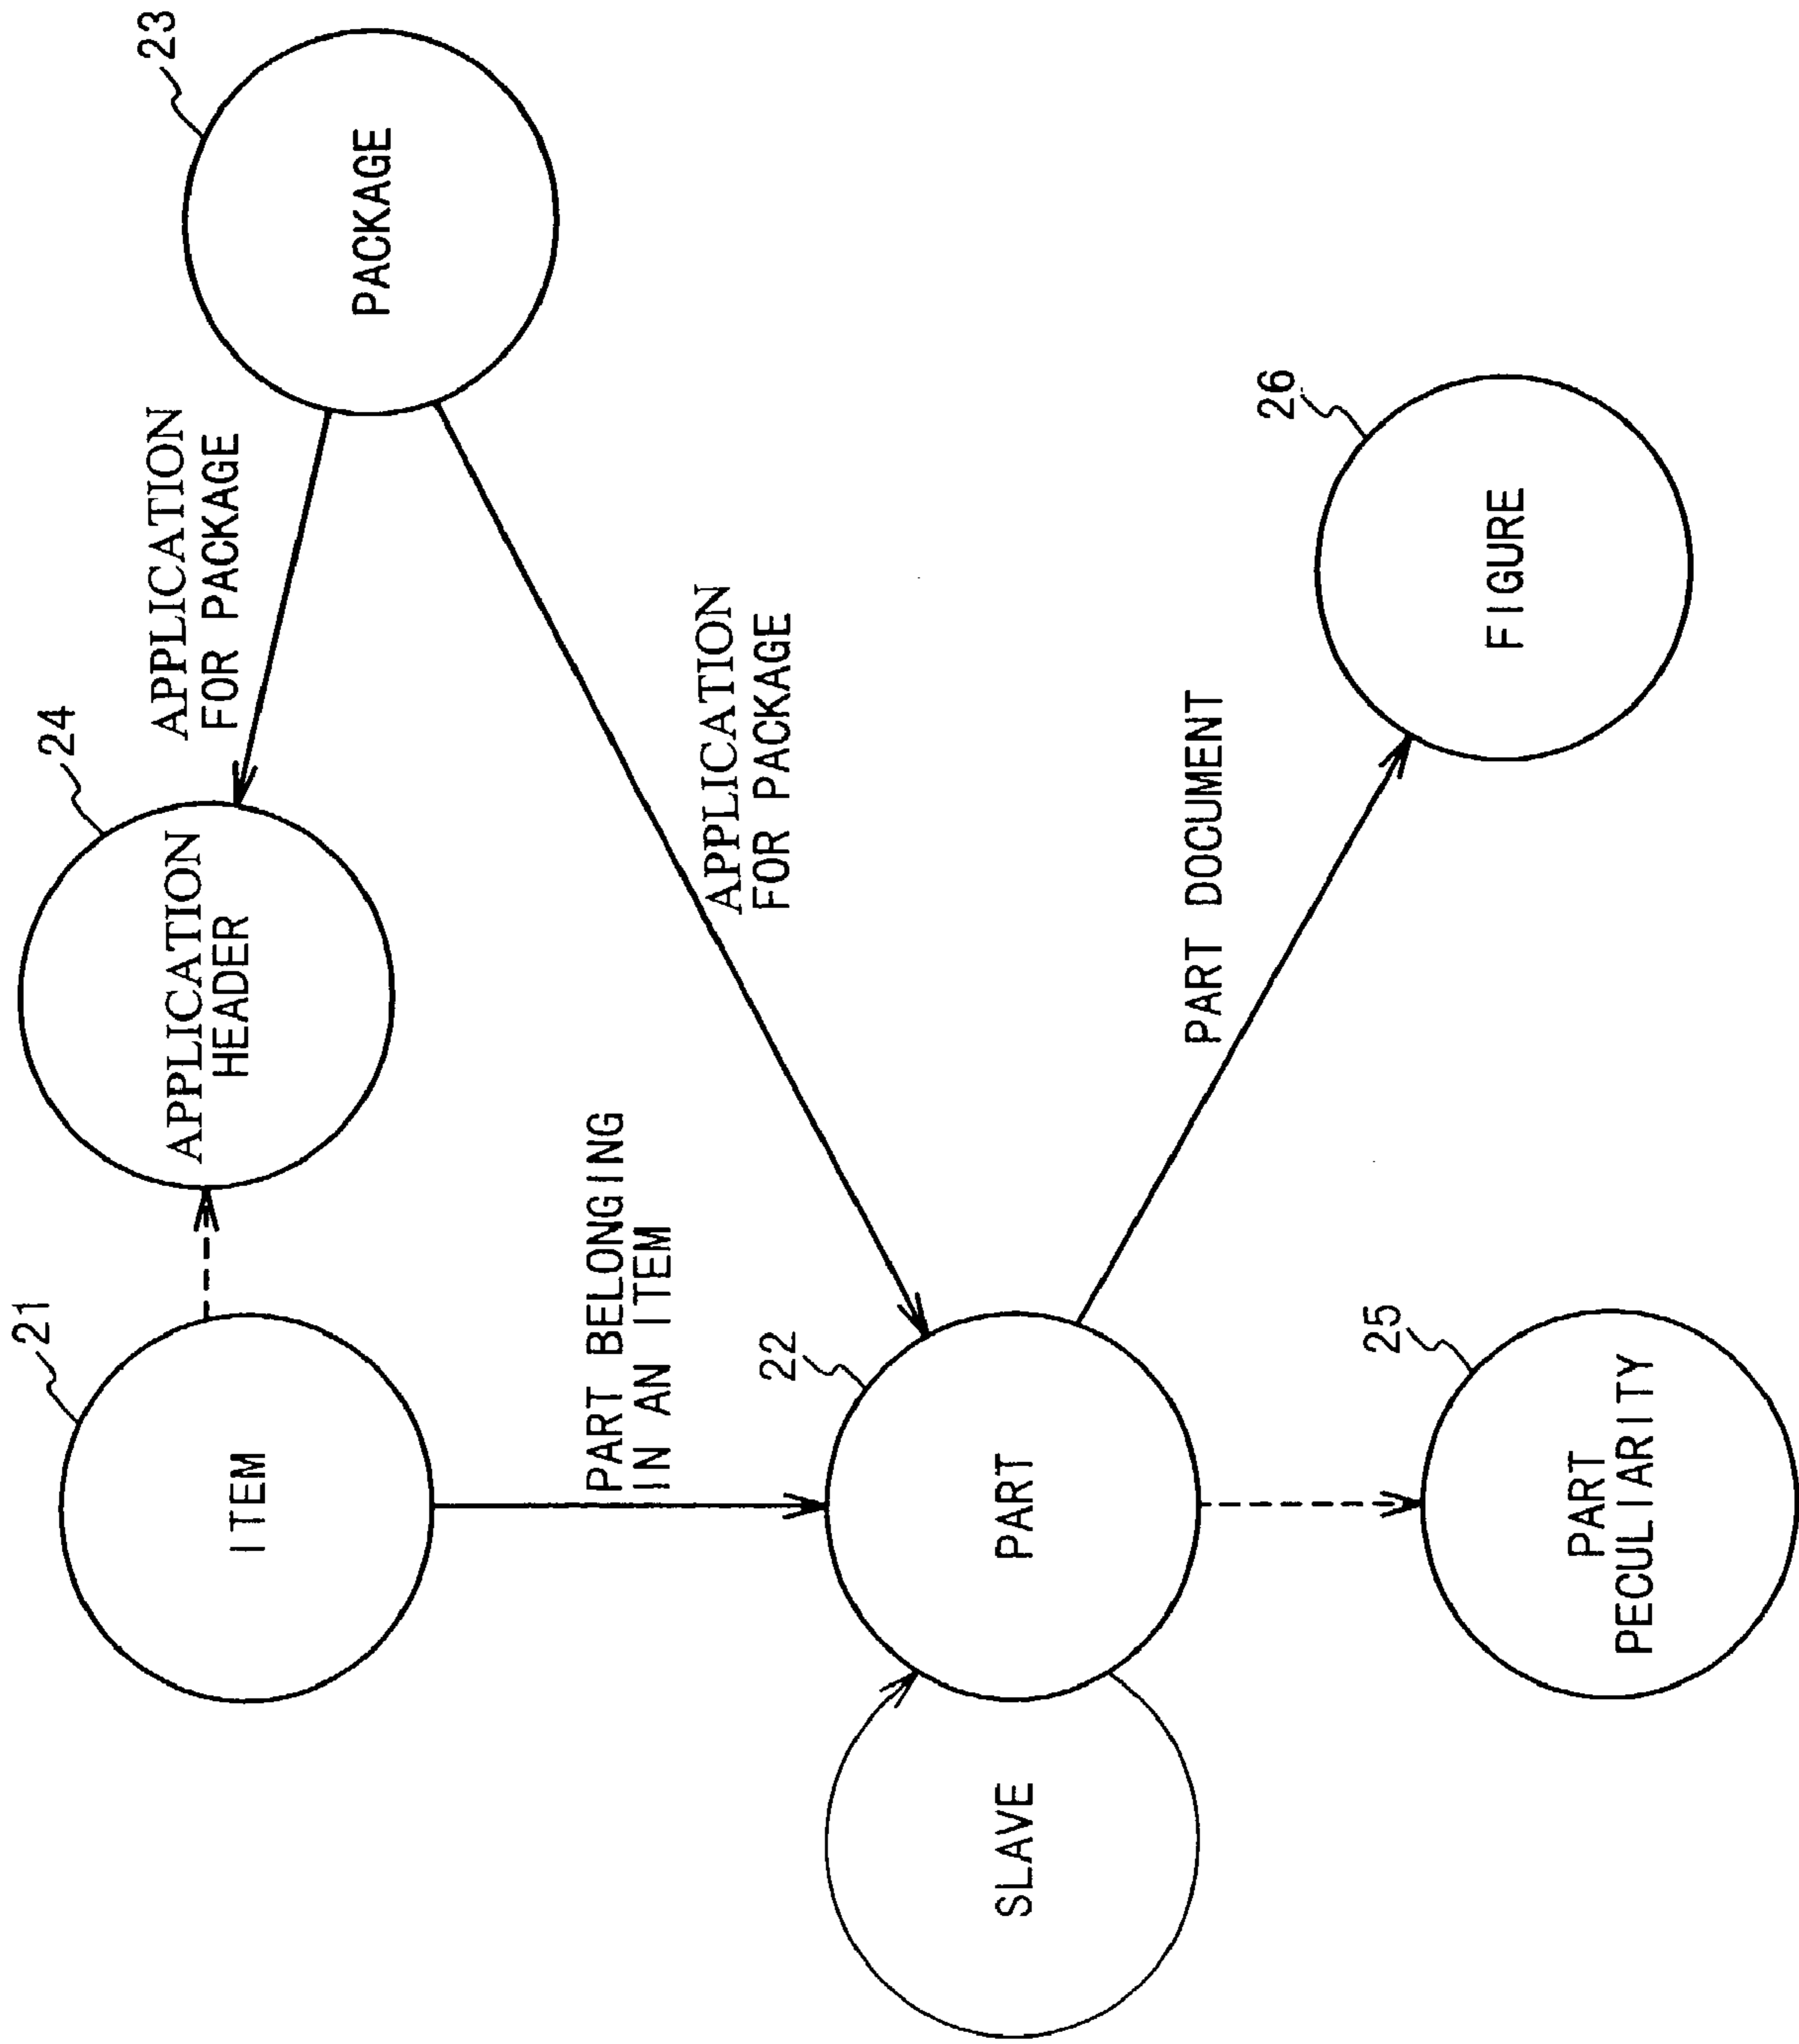 21
ITEM
24
APPLICATION
HEADER
APPLICATION
FOR PACKAGE
23
PACKAGE
PART BELONGING
IN AN ITEM
APPLICATION
FOR PACKAGE
SLAVE
22
PART
PART DOCUMENT
25
PART
PECULIARITY
26
FIGURE